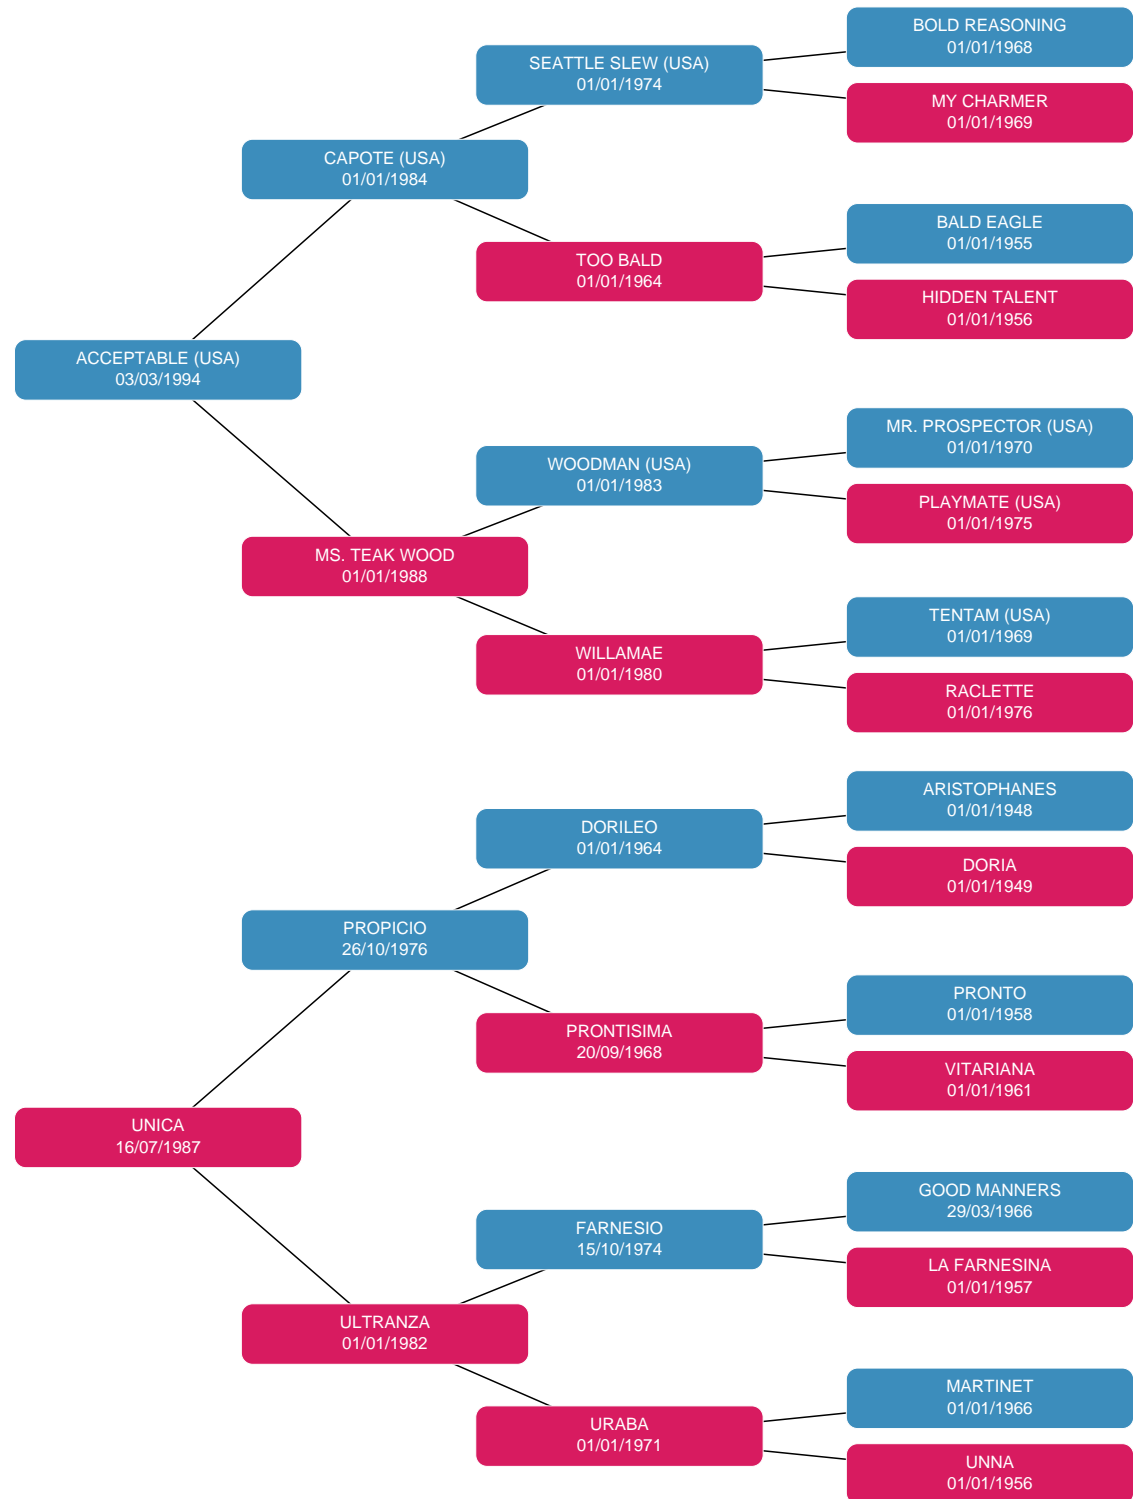 BOLD REASONING
01/01/1968
SEATTLE SLEW (USA)
01/01/1974
MY CHARMER
01/01/1969
CAPOTE (USA)
01/01/1984
BALD EAGLE
01/01/1955
TOO BALD
01/01/1964
HIDDEN TALENT
01/01/1956
ACCEPTABLE (USA)
03/03/1994
MR. PROSPECTOR (USA)
01/01/1970
WOODMAN (USA)
01/01/1983
PLAYMATE (USA)
01/01/1975
MS. TEAK WOOD
01/01/1988
TENTAM (USA)
01/01/1969
WILLAMAE
01/01/1980
RACLETTE
01/01/1976
ARISTOPHANES
01/01/1948
DORILEO
01/01/1964
DORIA
01/01/1949
PROPICIO
26/10/1976
PRONTO
01/01/1958
PRONTISIMA
20/09/1968
VITARIANA
01/01/1961
UNICA
16/07/1987
GOOD MANNERS
29/03/1966
FARNESIO
15/10/1974
LA FARNESINA
01/01/1957
ULTRANZA
01/01/1982
MARTINET
01/01/1966
URABA
01/01/1971
UNNA
01/01/1956